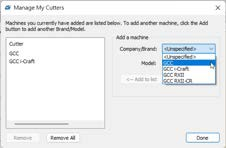 Manage My Cutters
Machines you currently have added are listed below. To add another machine, click the Add
button to add another Brand/Model.
Cutter
GCC
GCC i-Craft
Add a machine
Company/Brand: <Unspecified>
<Unspecified>
GCC
GCC i-Craft
GCC RXII
GCC RXII-CR
Model:
<-- Add to list
Remove
Remove All
Done